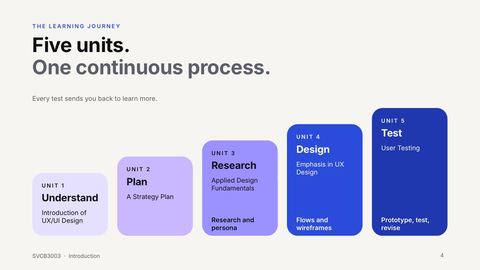 THE LEARNING JOURNEY
Five units.
One continuous process.
Every test sends you back to learn more.
UNIT 1
Understand
Introduction of
UX/UI Design
UNIT 2
Plan
A Strategy Plan
UNIT 3
Research
Applied Design
Fundamentals
Research and
persona
UNIT 4
Design
Emphasis in UX
Design
Flows and
wireframes
UNIT 5
Test
User Testing
Prototype, test,
revise
SVCB3003 · Introduction
4